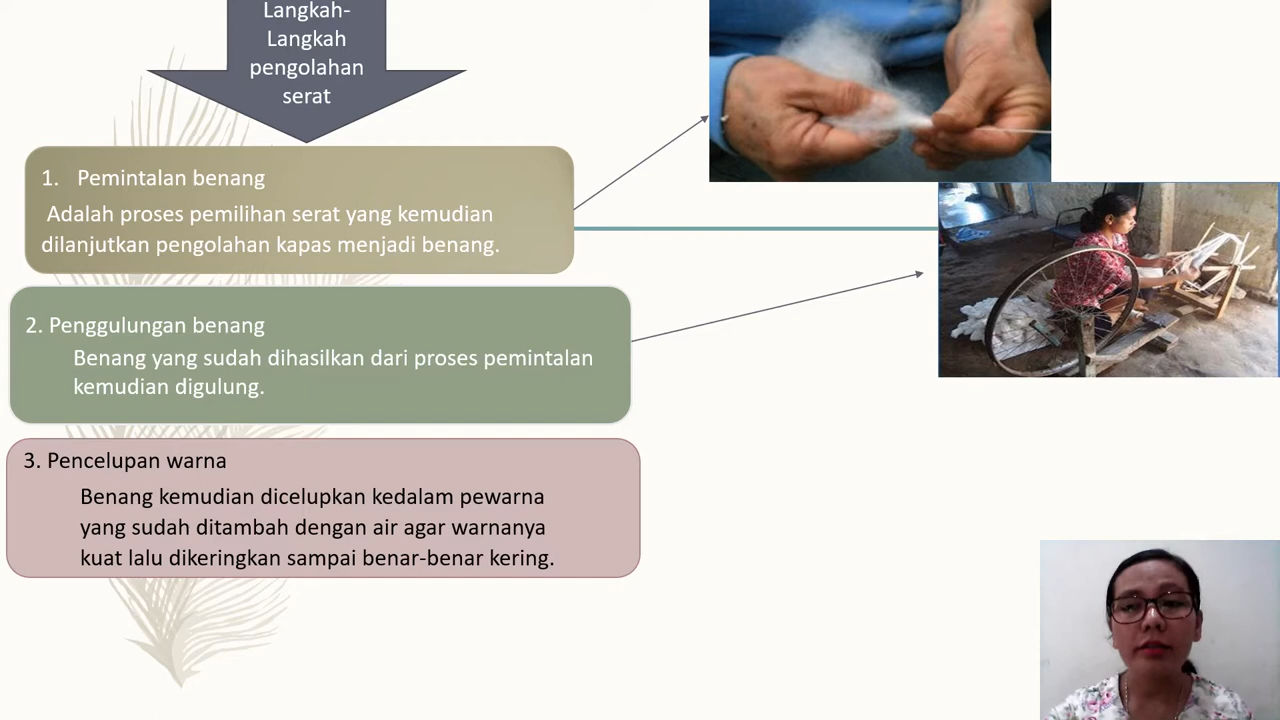 Langkah-
Langkah
pengolahan
serat
1. Pemintalan benang
Adalah proses pemilihan serat yang kemudian
dilanjutkan pengolahan kapas menjadi benang.
2. Penggulungan benang
Benang yang sudah dihasilkan dari proses pemintalan
kemudian digulung.
3. Pencelupan warna
Benang kemudian dicelupkan kedalam pewarna
yang sudah ditambah dengan air agar warnanya
kuat lalu dikeringkan sampai benar-benar kering.